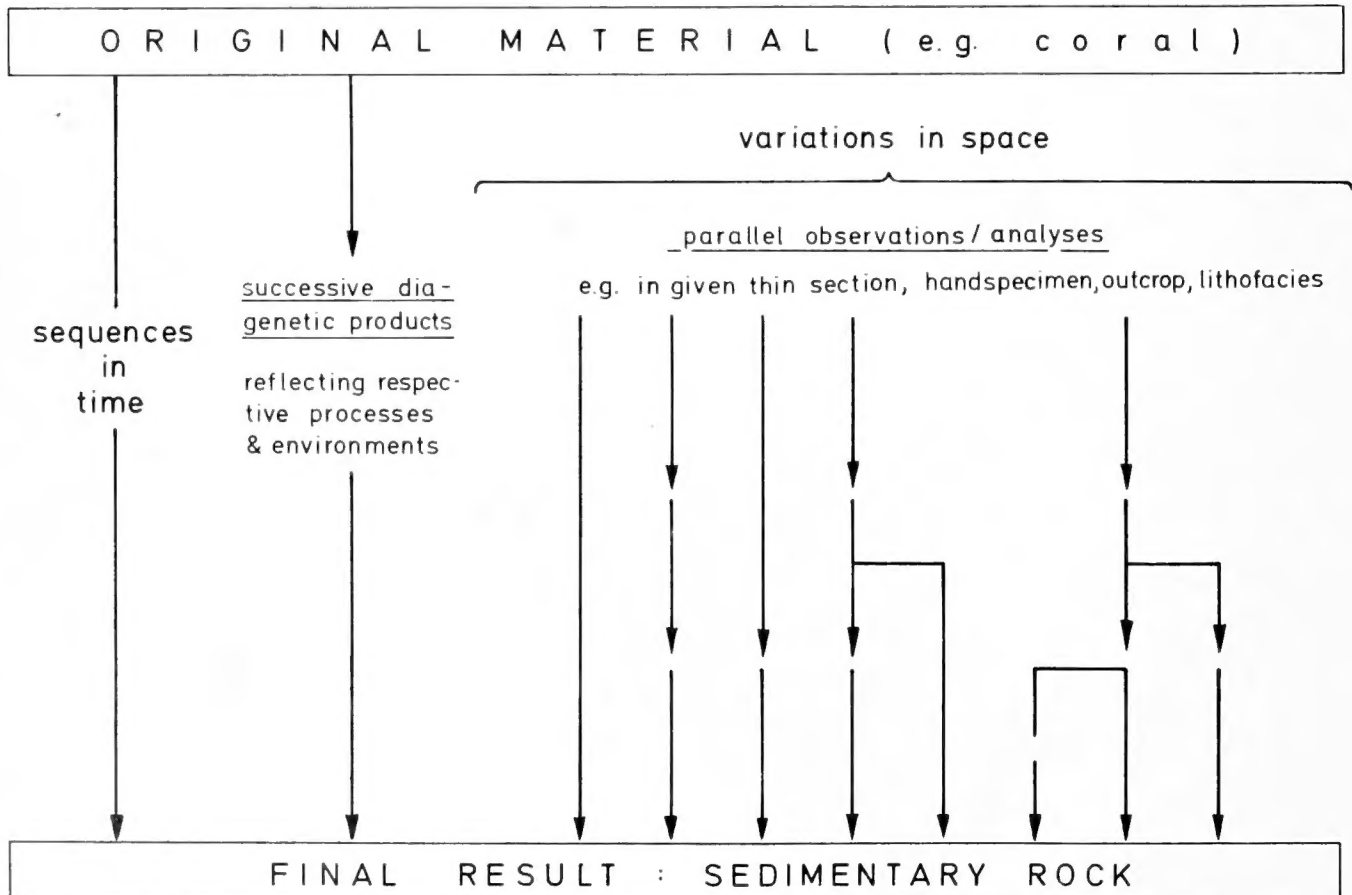 ORIGINAL MATERIAL (e.g. coral)
variations in space
parallel observations / analyses
e.g. in given thin section, handspecimen, outcrop, lithofacies
sequences
in
time
successive dia-
genetic products
reflecting respec-
tive processes
& environments
FINAL RESULT : SEDIMENTARY ROCK